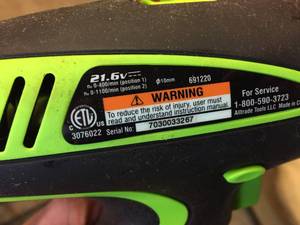 21.6V
n₀ 0-400/min (position 1) ⌀10mm 691220
n₀ 0-1100/min (position 2)
WARNING
To reduce the risk of injury, user must
read and understand instruction manual.
ETL
3076022
Serial No: 7030033267
For Service
1-800-590-3723
Alltrade Tools LLC. Made in